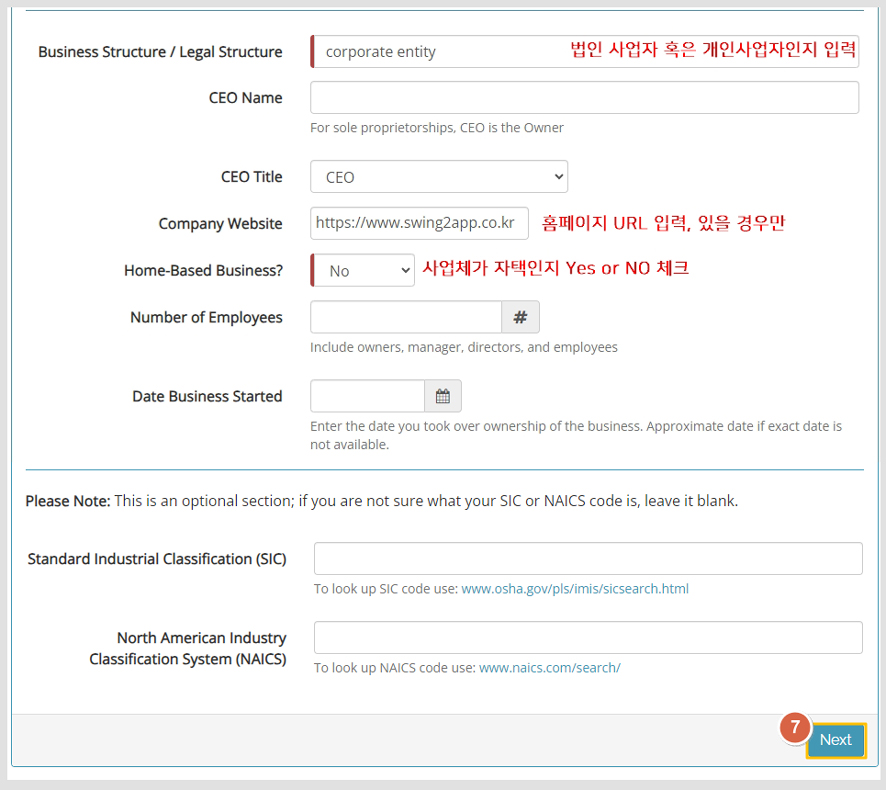 Business Structure / Legal Structure corporate entity 법인 사업자 혹은 개인사업자인지 입력
CEO Name
For sole proprietorships, CEO is the Owner
CEO Title CEO
Company Website https://www.swing2app.co.kr 홈페이지 URL 입력, 있을 경우만
Home-Based Business? No 사업체가 자택인지 Yes or NO 체크
Number of Employees #
Include owners, manager, directors, and employees
Date Business Started
Enter the date you took over ownership of the business. Approximate date if exact date is
not available.
Please Note: This is an optional section; if you are not sure what your SIC or NAICS code is, leave it blank.
Standard Industrial Classification (SIC)
To look up SIC code use: www.osha.gov/pls/imis/sicsearch.html
North American Industry
Classification System (NAICS)
To look up NAICS code use: www.naics.com/search/
7 Next